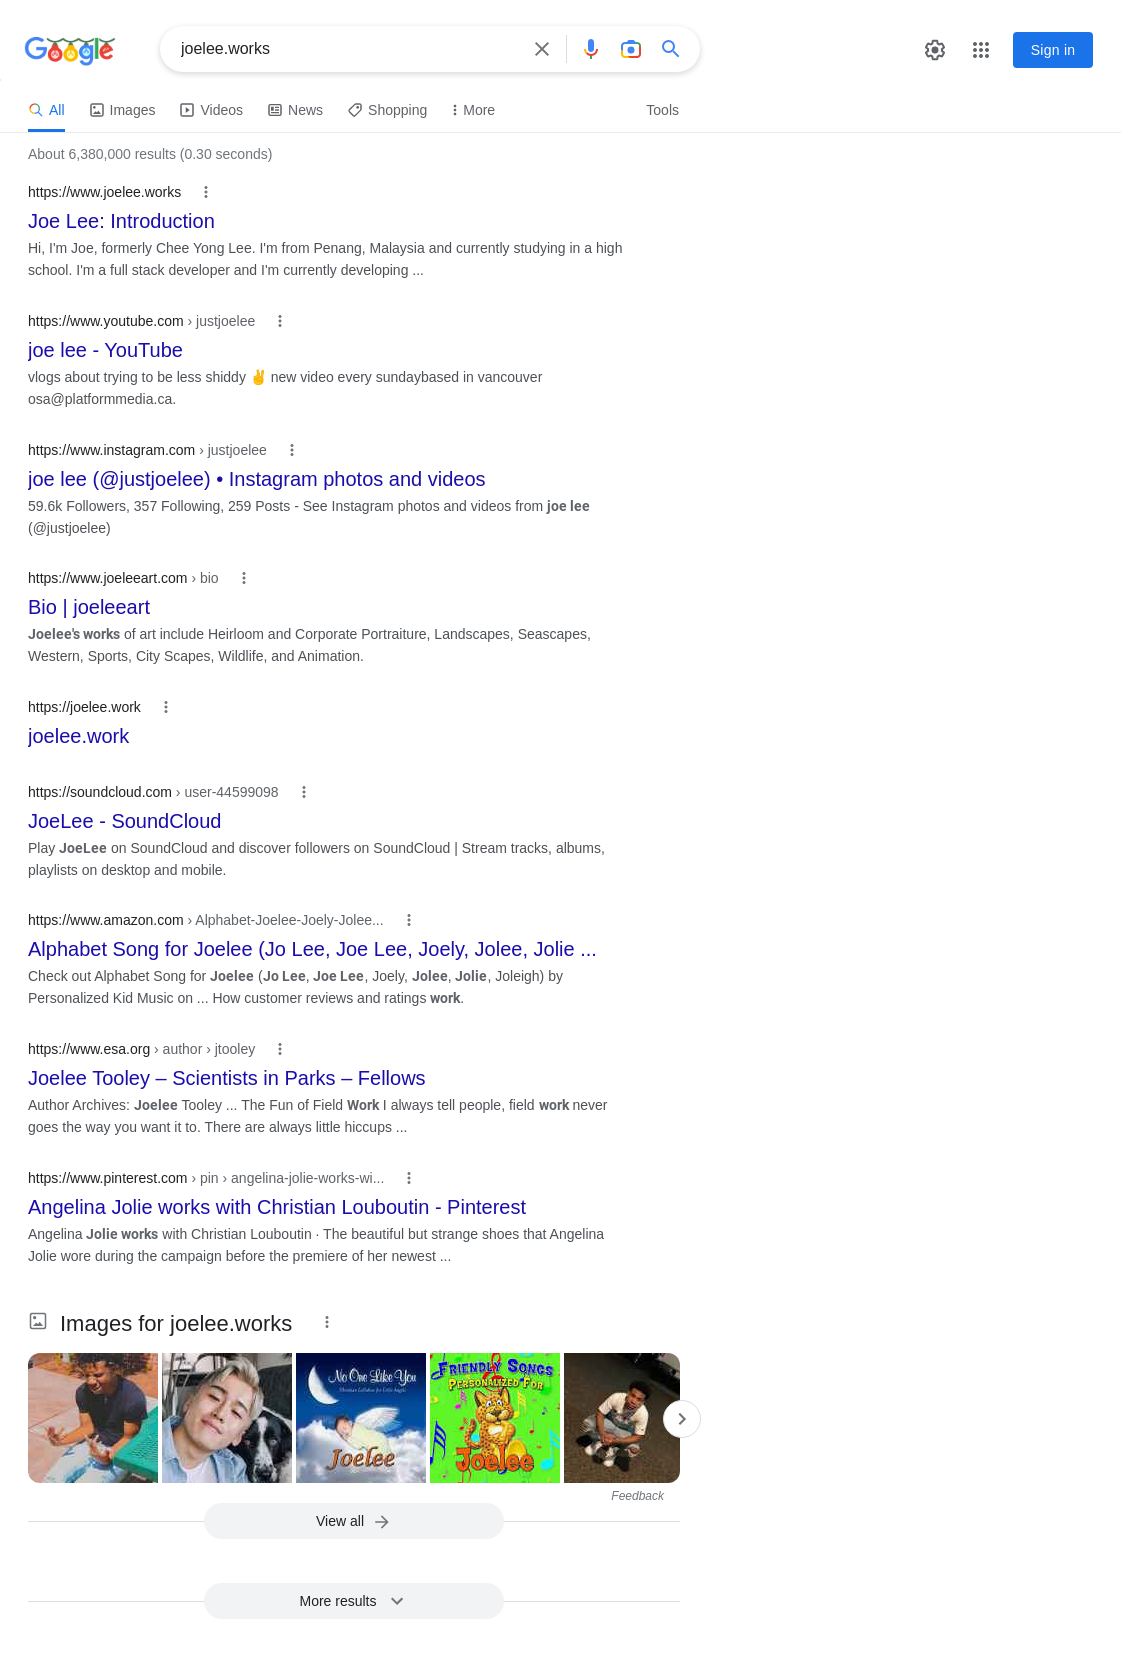 Google
joelee.works
Sign in
All Images Videos News Shopping More Tools
About 6,380,000 results (0.30 seconds)
https://www.joelee.works
Joe Lee: Introduction
Hi, I'm Joe, formerly Chee Yong Lee. I'm from Penang, Malaysia and currently studying in a high
school. I'm a full stack developer and I'm currently developing ...
https://www.youtube.com › justjoelee
joe lee - YouTube
vlogs about trying to be less shiddy ✌ new video every sundaybased in vancouver
osa@platformmedia.ca.
https://www.instagram.com › justjoelee
joe lee (@justjoelee) • Instagram photos and videos
59.6k Followers, 357 Following, 259 Posts - See Instagram photos and videos from joe lee
(@justjoelee)
https://www.joeleeart.com › bio
Bio | joeleeart
Joelee's works of art include Heirloom and Corporate Portraiture, Landscapes, Seascapes,
Western, Sports, City Scapes, Wildlife, and Animation.
https://joelee.work
joelee.work
https://soundcloud.com › user-44599098
JoeLee - SoundCloud
Play JoeLee on SoundCloud and discover followers on SoundCloud | Stream tracks, albums,
playlists on desktop and mobile.
https://www.amazon.com › Alphabet-Joelee-Joely-Jolee...
Alphabet Song for Joelee (Jo Lee, Joe Lee, Joely, Jolee, Jolie ...
Check out Alphabet Song for Joelee (Jo Lee, Joe Lee, Joely, Jolee, Jolie, Joleigh) by
Personalized Kid Music on ... How customer reviews and ratings work.
https://www.esa.org › author › jtooley
Joelee Tooley – Scientists in Parks – Fellows
Author Archives: Joelee Tooley ... The Fun of Field Work I always tell people, field work never
goes the way you want it to. There are always little hiccups ...
https://www.pinterest.com › pin › angelina-jolie-works-wi...
Angelina Jolie works with Christian Louboutin - Pinterest
Angelina Jolie works with Christian Louboutin · The beautiful but strange shoes that Angelina
Jolie wore during the campaign before the premiere of her newest ...
Images for joelee.works
No One Like You
Christian Lullabies for Little Angels
Joelee
FRIENDLY SONGS
PERSONALIZED FOR
Joelee
Feedback
View all
More results